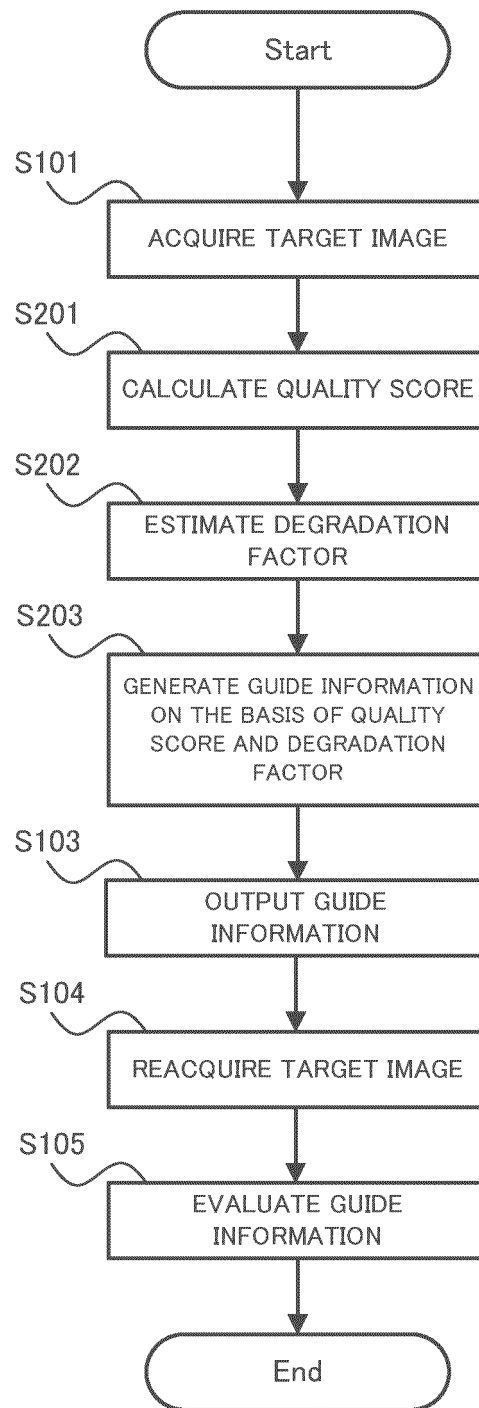 Start
S101
ACQUIRE TARGET IMAGE
S201
CALCULATE QUALITY SCORE
S202
ESTIMATE DEGRADATION
FACTOR
S203
GENERATE GUIDE INFORMATION
ON THE BASIS OF QUALITY
SCORE AND DEGRADATION
FACTOR
S103
OUTPUT GUIDE
INFORMATION
S104
REACQUIRE TARGET IMAGE
S105
EVALUATE GUIDE
INFORMATION
End